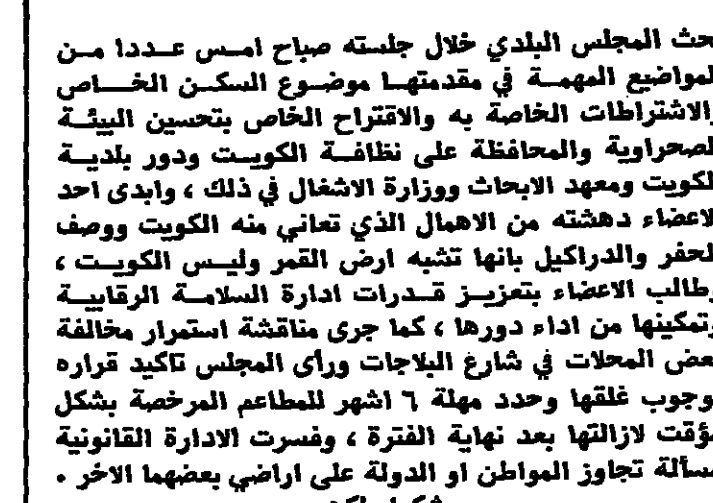 بحث المجلس البلدي خلال جلسته صباح امس عددا من
المواضيع المهمة في مقدمتها موضوع السكن الخاص
والاشتراطات الخاصة به والاقتراح الخاص بتحسين البيئة
الصحراوية والمحافظة على نظافة الكويت ودور بلدية
الكويت ومعهد الابحاث ووزارة الاشغال في ذلك ، وابدى احد
الاعضاء دهشته من الاهمال الذي تعاني منه الكويت ووصف
الحفر والدراكيل بانها تشبه ارض القمر وليس الكويت ،
وطالب الاعضاء بتعزيز قدرات ادارة السلامة الرقابية
وتمكينها من اداء دورها ، كما جرى مناقشة استمرار مخالفة
بعض المحلات في شارع البلاجات ورأى المجلس تاكيد قراره
بوجوب غلقها وحدد مهلة ٦ اشهر للمطاعم المرخصة بشكل
مؤقت لازالتها بعد نهاية الفترة ، وفسرت الادارة القانونية
مسألة تجاوز المواطن او الدولة على اراضي بعضهما الاخر .